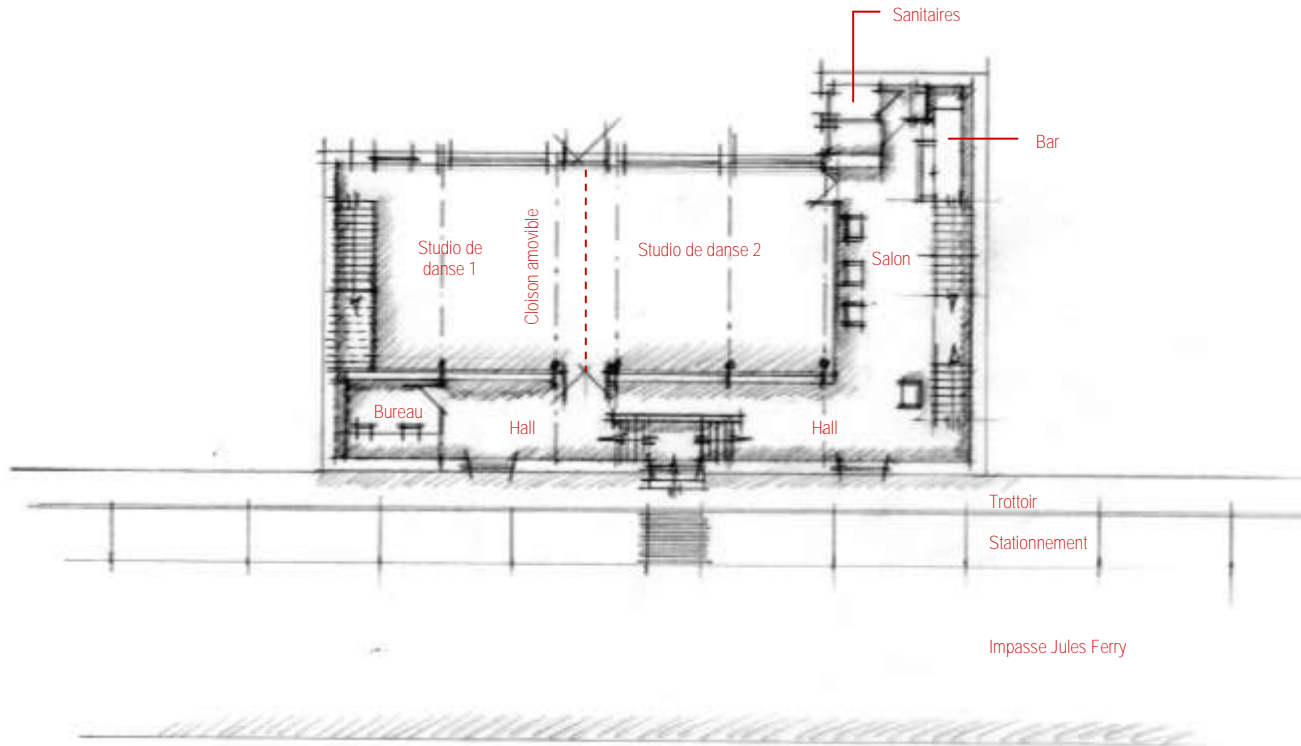 Sanitaires
Bar
Studio de
danse 1
Cloison amovible
Studio de danse 2
Salon
Bureau
Hall
Hall
Trottoir
Stationnement
Impasse Jules Ferry